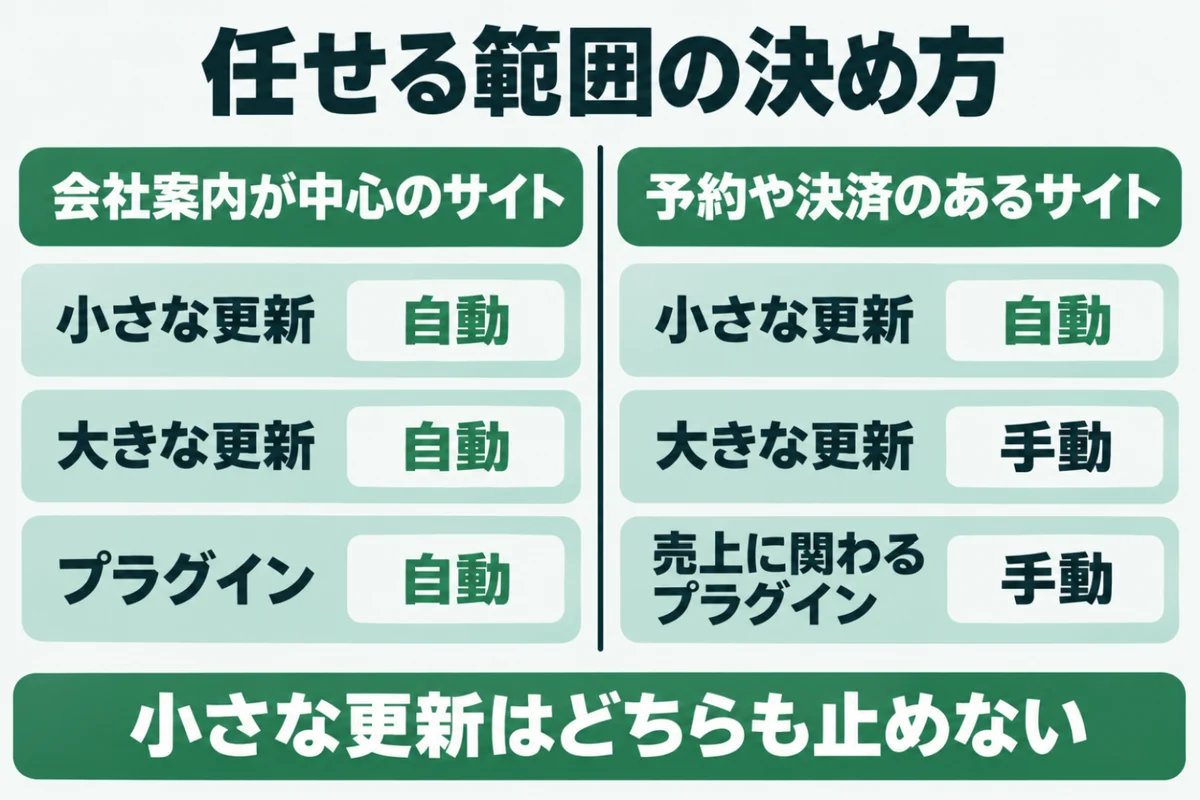 任せる範囲の決め方
会社案内が中心のサイト
小さな更新 自動
大きな更新 自動
プラグイン 自動
予約や決済のあるサイト
小さな更新 自動
大きな更新 手動
売上に関わる
プラグイン 手動
小さな更新はどちらも止めない